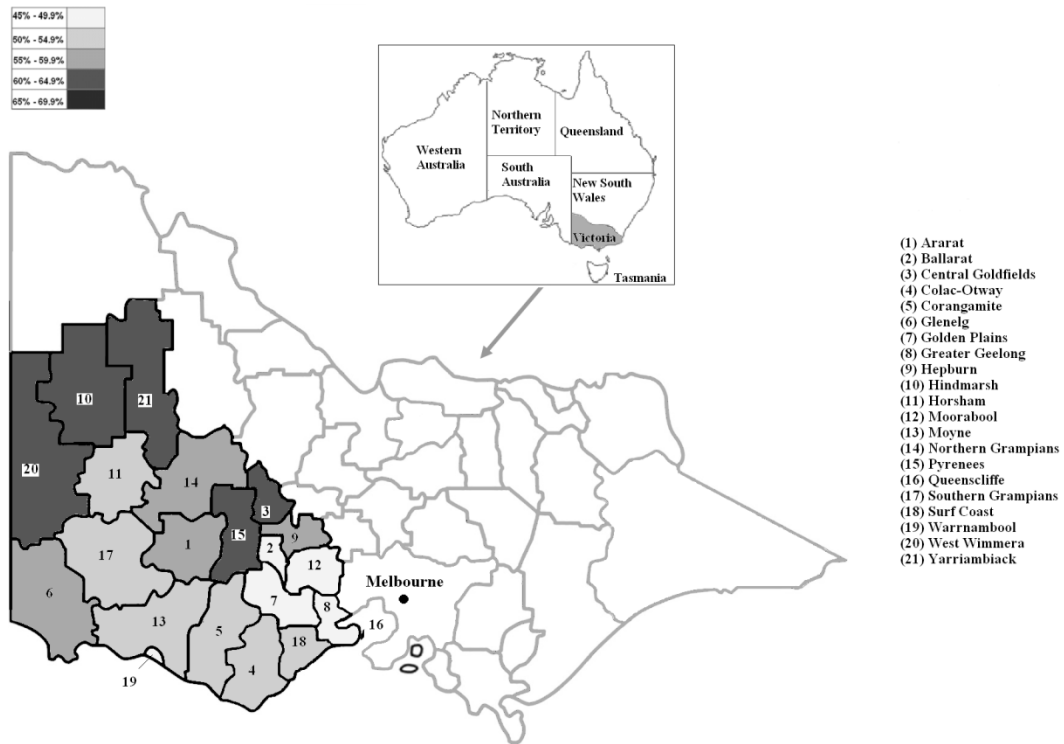 45% - 49.9%
50% - 54.9%
55% - 59.9%
60% - 64.9%
65% - 69.9%
Northern
Territory
Queensland
Western
Australia
South
Australia
New South
Wales
Victoria
Tasmania
(1) Ararat
(2) Ballarat
(3) Central Goldfields
(4) Colac-Otway
(5) Corangamite
(6) Glenelg
(7) Golden Plains
(8) Greater Geelong
(9) Hepburn
(10) Hindmarsh
(11) Horsham
(12) Moorabool
(13) Moyne
(14) Northern Grampians
(15) Pyrenees
(16) Queenscliffe
(17) Southern Grampians
(18) Surf Coast
(19) Warrnambool
(20) West Wimmera
(21) Yarriambiack
10
21
20
11
14
3
15
9
1
2
17
12
Melbourne
6
7
8
16
13
5
18
4
19